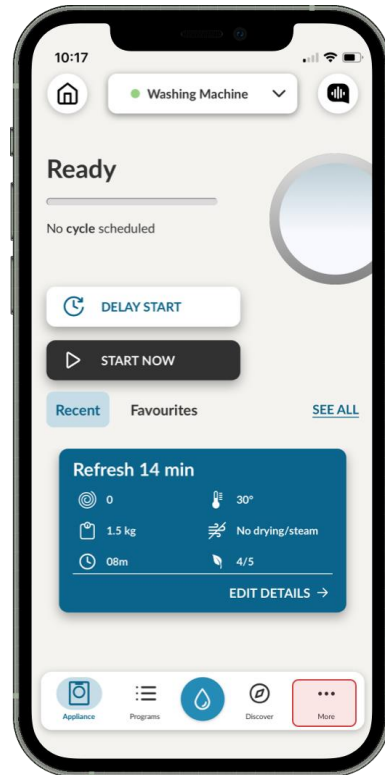 10:17
Washing Machine
Ready
No cycle scheduled
DELAY START
START NOW
Recent Favourites SEE ALL
Refresh 14 min
0 30°
1.5 kg No drying/steam
08m 4/5
EDIT DETAILS →
Appliance Programs Discover More